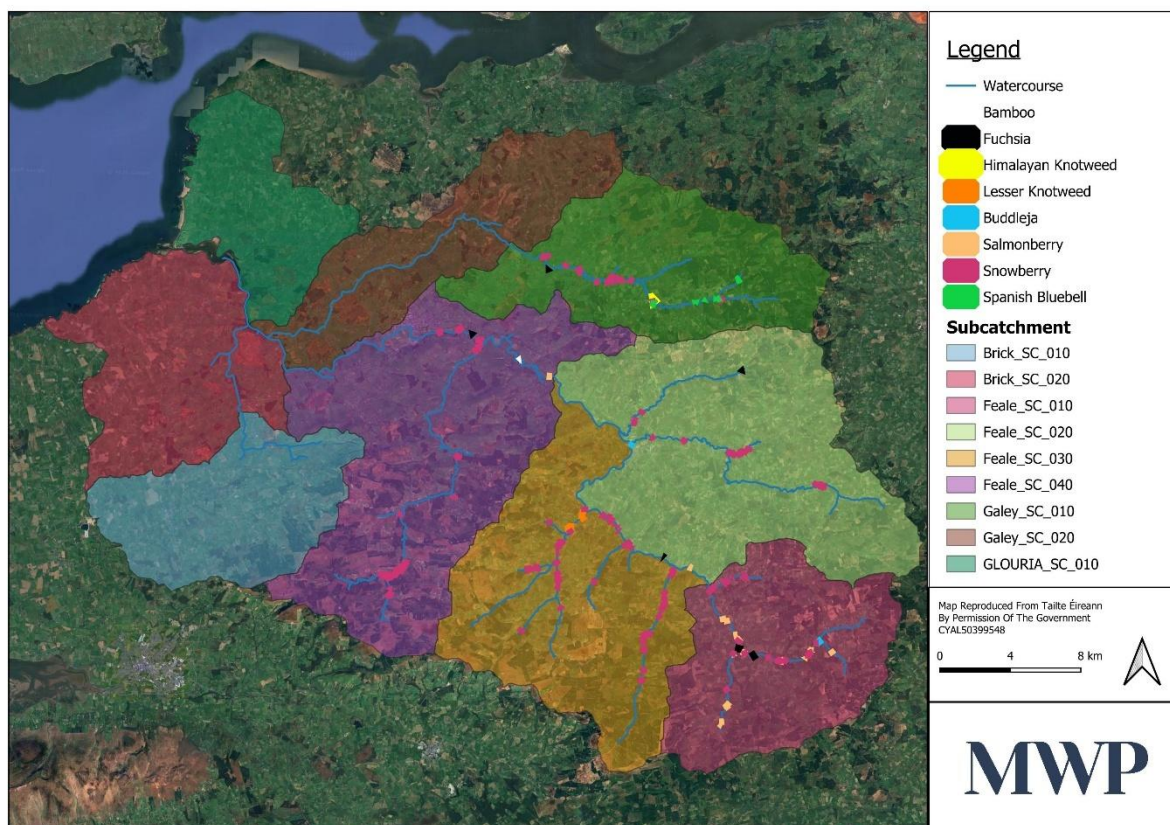 Legend
Watercourse
Bamboo
Fuchsia
Himalayan Knotweed
Lesser Knotweed
Buddleja
Salmonberry
Snowberry
Spanish Bluebell
Subcatchment
Brick_SC_010
Brick_SC_020
Feale_SC_010
Feale_SC_020
Feale_SC_030
Feale_SC_040
Galey_SC_010
Galey_SC_020
GLOURIA_SC_010
Map Reproduced From Tailte Éireann
By Permission Of The Government
CYAL50399548
0 4 8 km
MWP